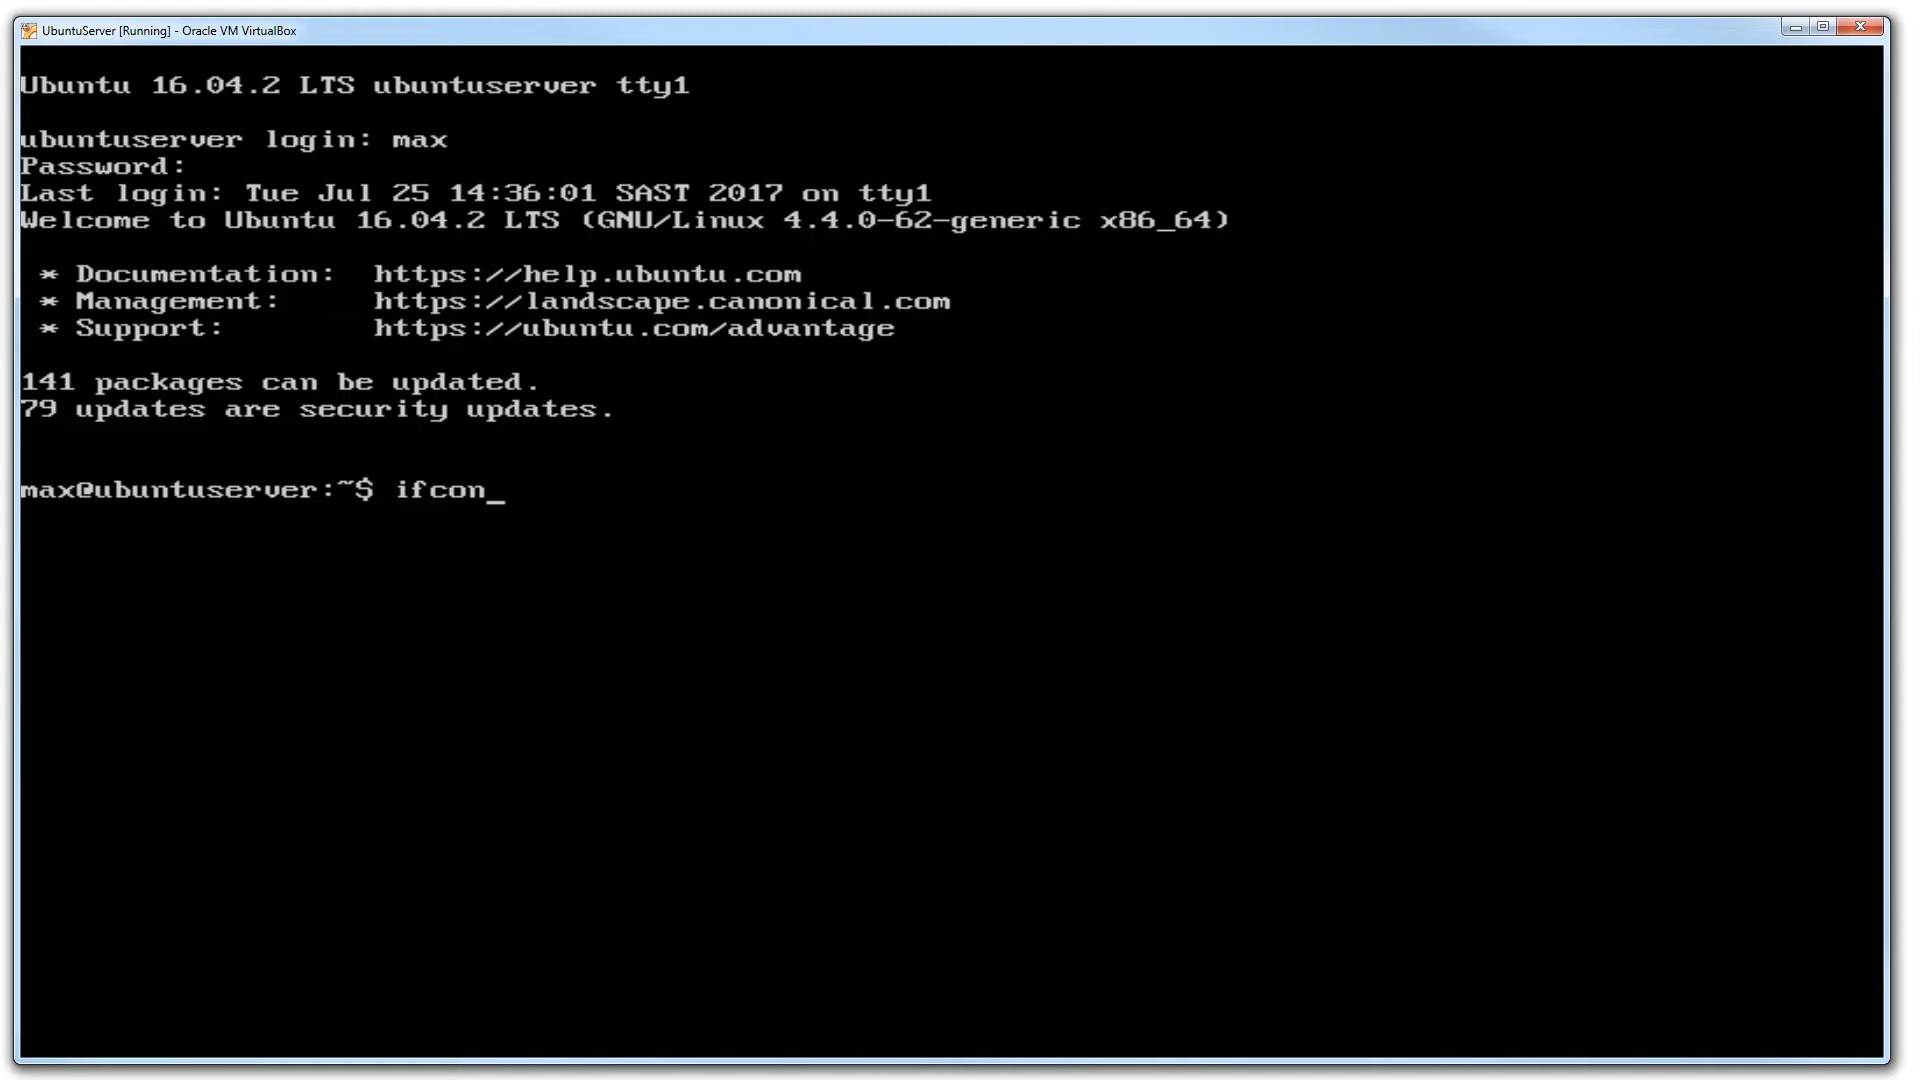 UbuntuServer [Running] - Oracle VM VirtualBox
Ubuntu 16.04.2 LTS ubuntuserver tty1
ubuntuserver login: max
Password:
Last login: Tue Jul 25 14:36:01 SAST 2017 on tty1
Welcome to Ubuntu 16.04.2 LTS (GNU/Linux 4.4.0-62-generic x86_64)
* Documentation:  https://help.ubuntu.com
* Management:     https://landscape.canonical.com
* Support:        https://ubuntu.com/advantage
141 packages can be updated.
79 updates are security updates.
max@ubuntuserver:~$ ifcon_